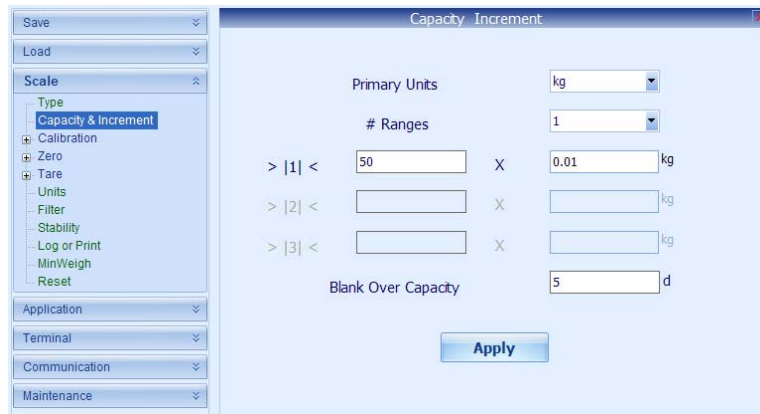 Save
Load
Scale
Type
Capacity & Increment
Calibration
Zero
Tare
Units
Filter
Stability
Log or Print
MinWeigh
Reset
Application
Terminal
Communication
Maintenance
Capacity Increment
Primary Units kg
# Ranges 1
> |1| < 50 X 0.01 kg
> |2| < X kg
> |3| < X kg
Blank Over Capacity 5 d
Apply